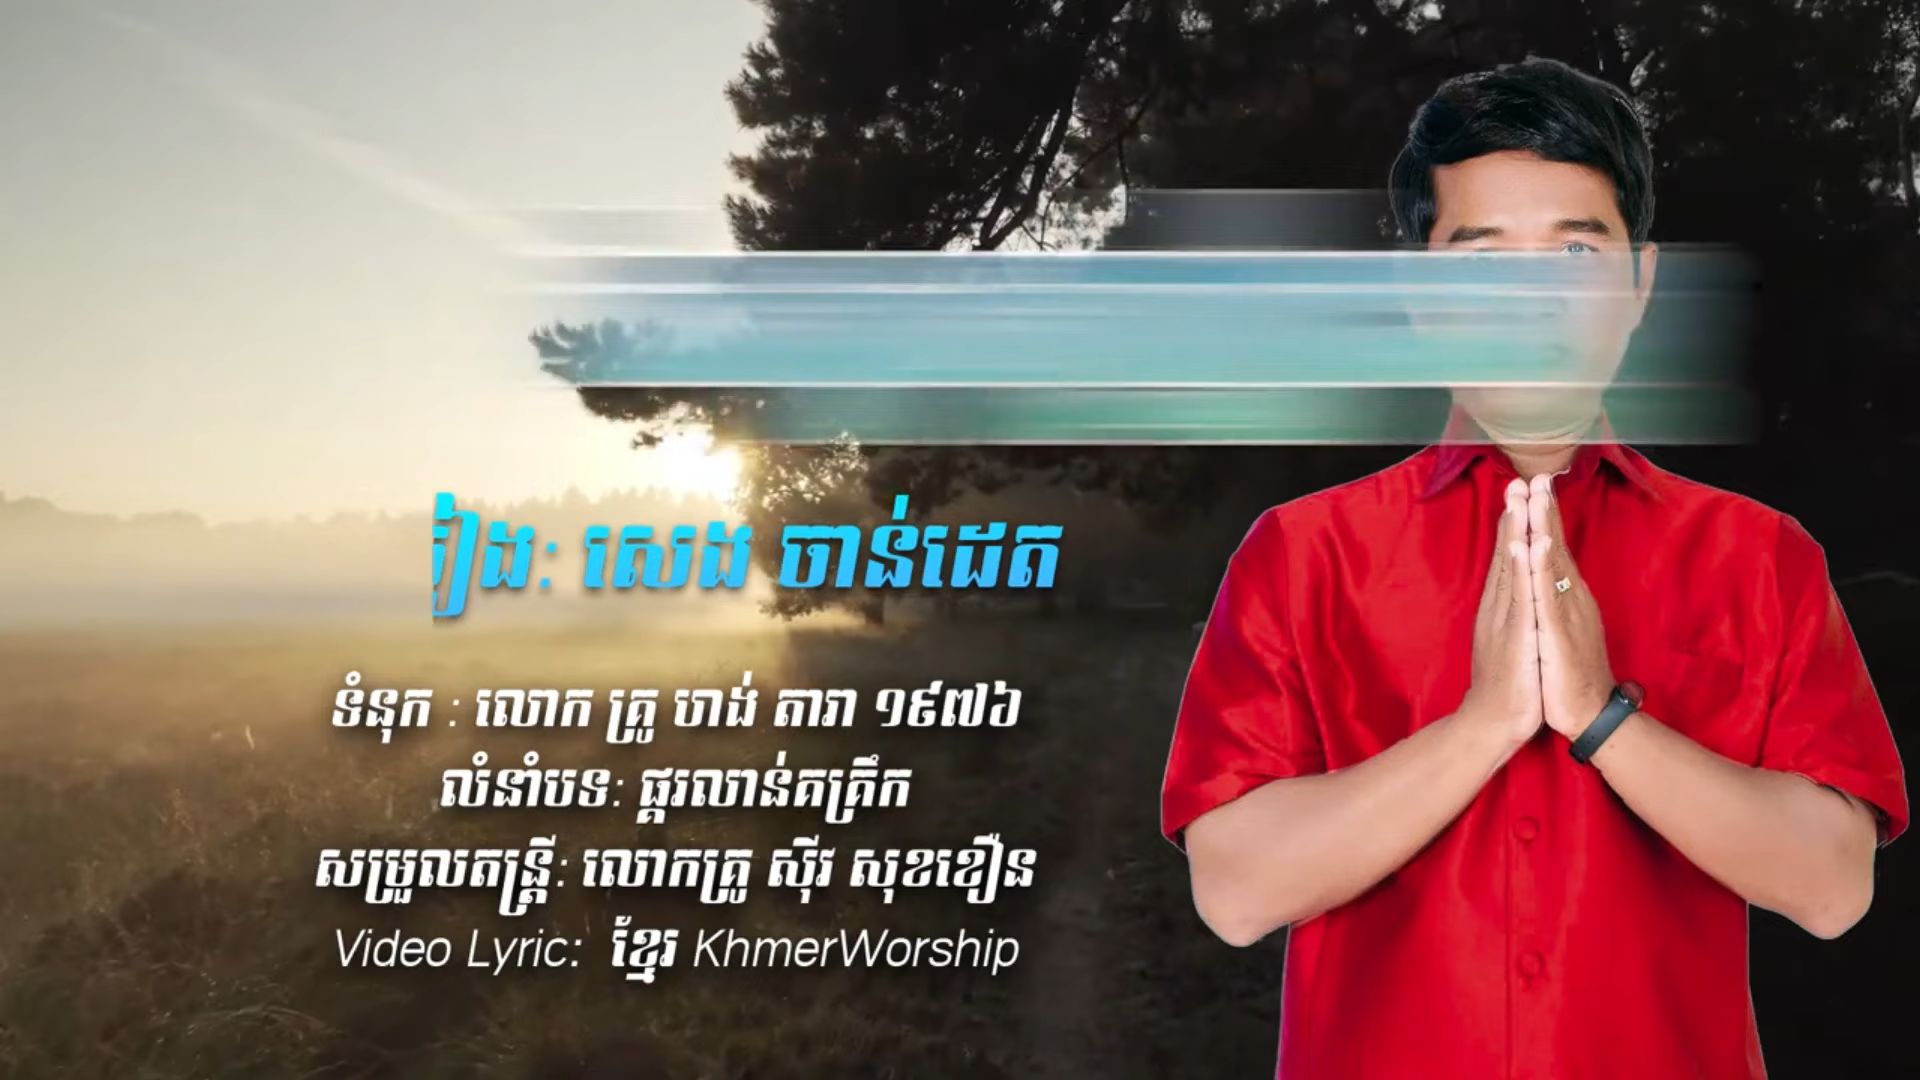 រៀង: សេង ចាន់ដេត
ទំនុក : លោក គ្រូ ហង់ តារា ១៩៧៦
លំនាំបទ: ផ្គរលាន់គគ្រឹក
សម្រួលតន្ត្រី: លោកគ្រូ ស៊ីវ សុខខឿន
Video Lyric: ខ្មែរ KhmerWorship